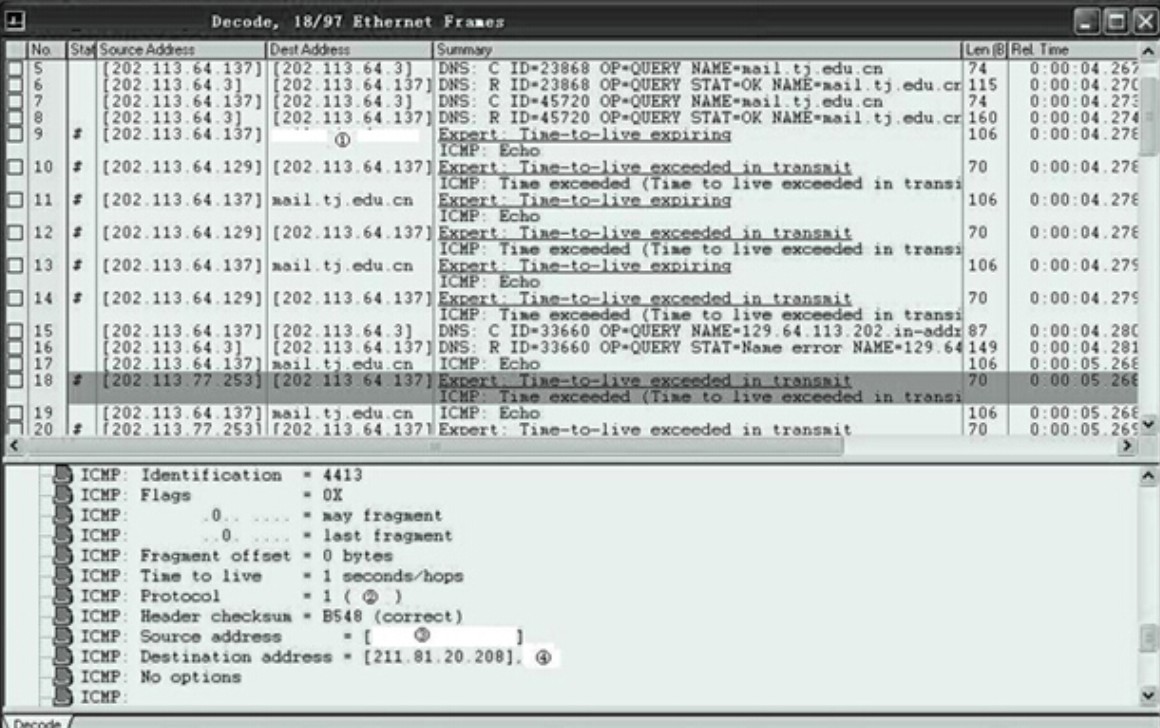 Decode, 18/97 Ethernet Frames
No. Stat Source Address Dest Address Summary Len (B Rel. Time
5 [202.113.64.137] [202.113.64.3] DNS: C ID=23868 OP=QUERY NAME=mail.tj.edu.cn 74 0:00:04.267
6 [202.113.64.3] [202.113.64.137] DNS: R ID=23868 OP=QUERY STAT=OK NAME=mail.tj.edu.cr 115 0:00:04.270
7 [202.113.64.137] [202.113.64.3] DNS: C ID=45720 OP=QUERY NAME=mail.tj.edu.cn 74 0:00:04.273
8 [202.113.64.3] [202.113.64.137] DNS: R ID=45720 OP=QUERY STAT=OK NAME=mail.tj.edu.cr 160 0:00:04.274
9 # [202.113.64.137] ① Expert: Time-to-live expiring 106 0:00:04.278
ICMP: Echo
10 # [202.113.64.129] [202.113.64.137] Expert: Time-to-live exceeded in transmit 70 0:00:04.278
ICMP: Time exceeded (Time to live exceeded in transi
11 # [202.113.64.137] mail.tj.edu.cn Expert: Time-to-live expiring 106 0:00:04.278
ICMP: Echo
12 # [202.113.64.129] [202.113.64.137] Expert: Time-to-live exceeded in transmit 70 0:00:04.278
ICMP: Time exceeded (Time to live exceeded in transi
13 # [202.113.64.137] mail.tj.edu.cn Expert: Time-to-live expiring 106 0:00:04.279
ICMP: Echo
14 # [202.113.64.129] [202.113.64.137] Expert: Time-to-live exceeded in transmit 70 0:00:04.279
ICMP: Time exceeded (Time to live exceeded in transi
15 [202.113.64.137] [202.113.64.3] DNS: C ID=33660 OP=QUERY NAME=129.64.113.202.in-addr 87 0:00:04.280
16 [202.113.64.3] [202.113.64.137] DNS: R ID=33660 OP=QUERY STAT=Name error NAME=129.64 149 0:00:04.281
17 [202.113.64.137] mail.tj.edu.cn ICMP: Echo 106 0:00:05.268
18 # [202.113.77.253] [202.113.64.137] Expert: Time-to-live exceeded in transmit 70 0:00:05.268
ICMP: Time exceeded (Time to live exceeded in transi
19 [202.113.64.137] mail.tj.edu.cn ICMP: Echo 106 0:00:05.268
20 # [202.113.77.253] [202.113.64.137] Expert: Time-to-live exceeded in transmit 70 0:00:05.269
ICMP: Identification = 4413
ICMP: Flags = 0X
ICMP: .0.. .... = may fragment
ICMP: ..0. .... = last fragment
ICMP: Fragment offset = 0 bytes
ICMP: Time to live = 1 seconds/hops
ICMP: Protocol = 1 ( ② )
ICMP: Header checksum = B548 (correct)
ICMP: Source address = [ ③ ]
ICMP: Destination address = [211.81.20.208], ④
ICMP: No options
ICMP:
Decode